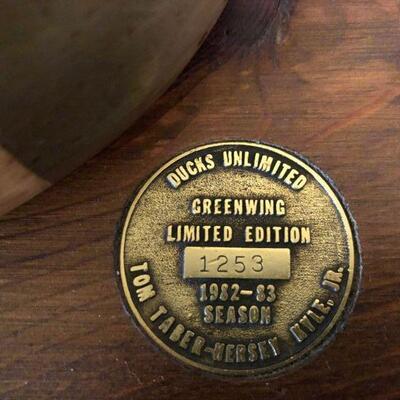 DUCKS UNLIMITED
GREENWING
LIMITED EDITION
1253
1982-83
SEASON
TOM TABER-HERSEY KYLE, JR.